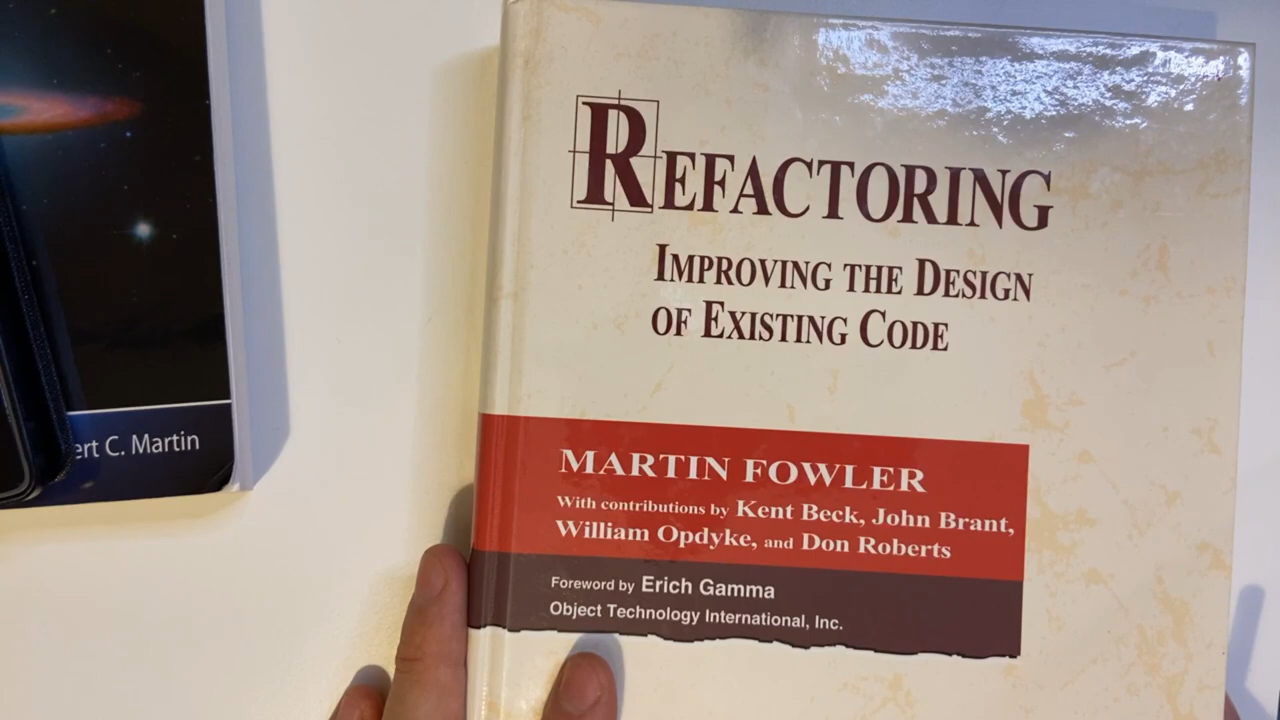 REFACTORING
IMPROVING THE DESIGN
OF EXISTING CODE
MARTIN FOWLER
With contributions by Kent Beck, John Brant,
William Opdyke, and Don Roberts
Foreword by Erich Gamma
Object Technology International, Inc.
ert C. Martin